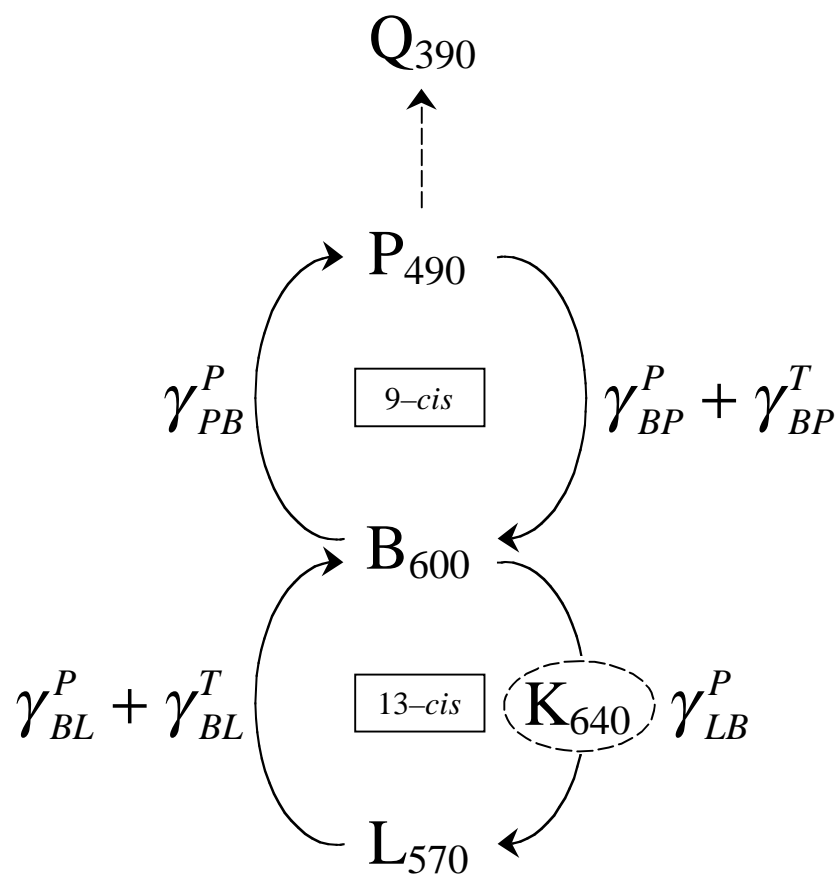 Q390
P490
γ^P_PB 9–cis γ^P_BP + γ^T_BP
B600
γ^P_BL + γ^T_BL 13–cis K640 γ^P_LB
L570